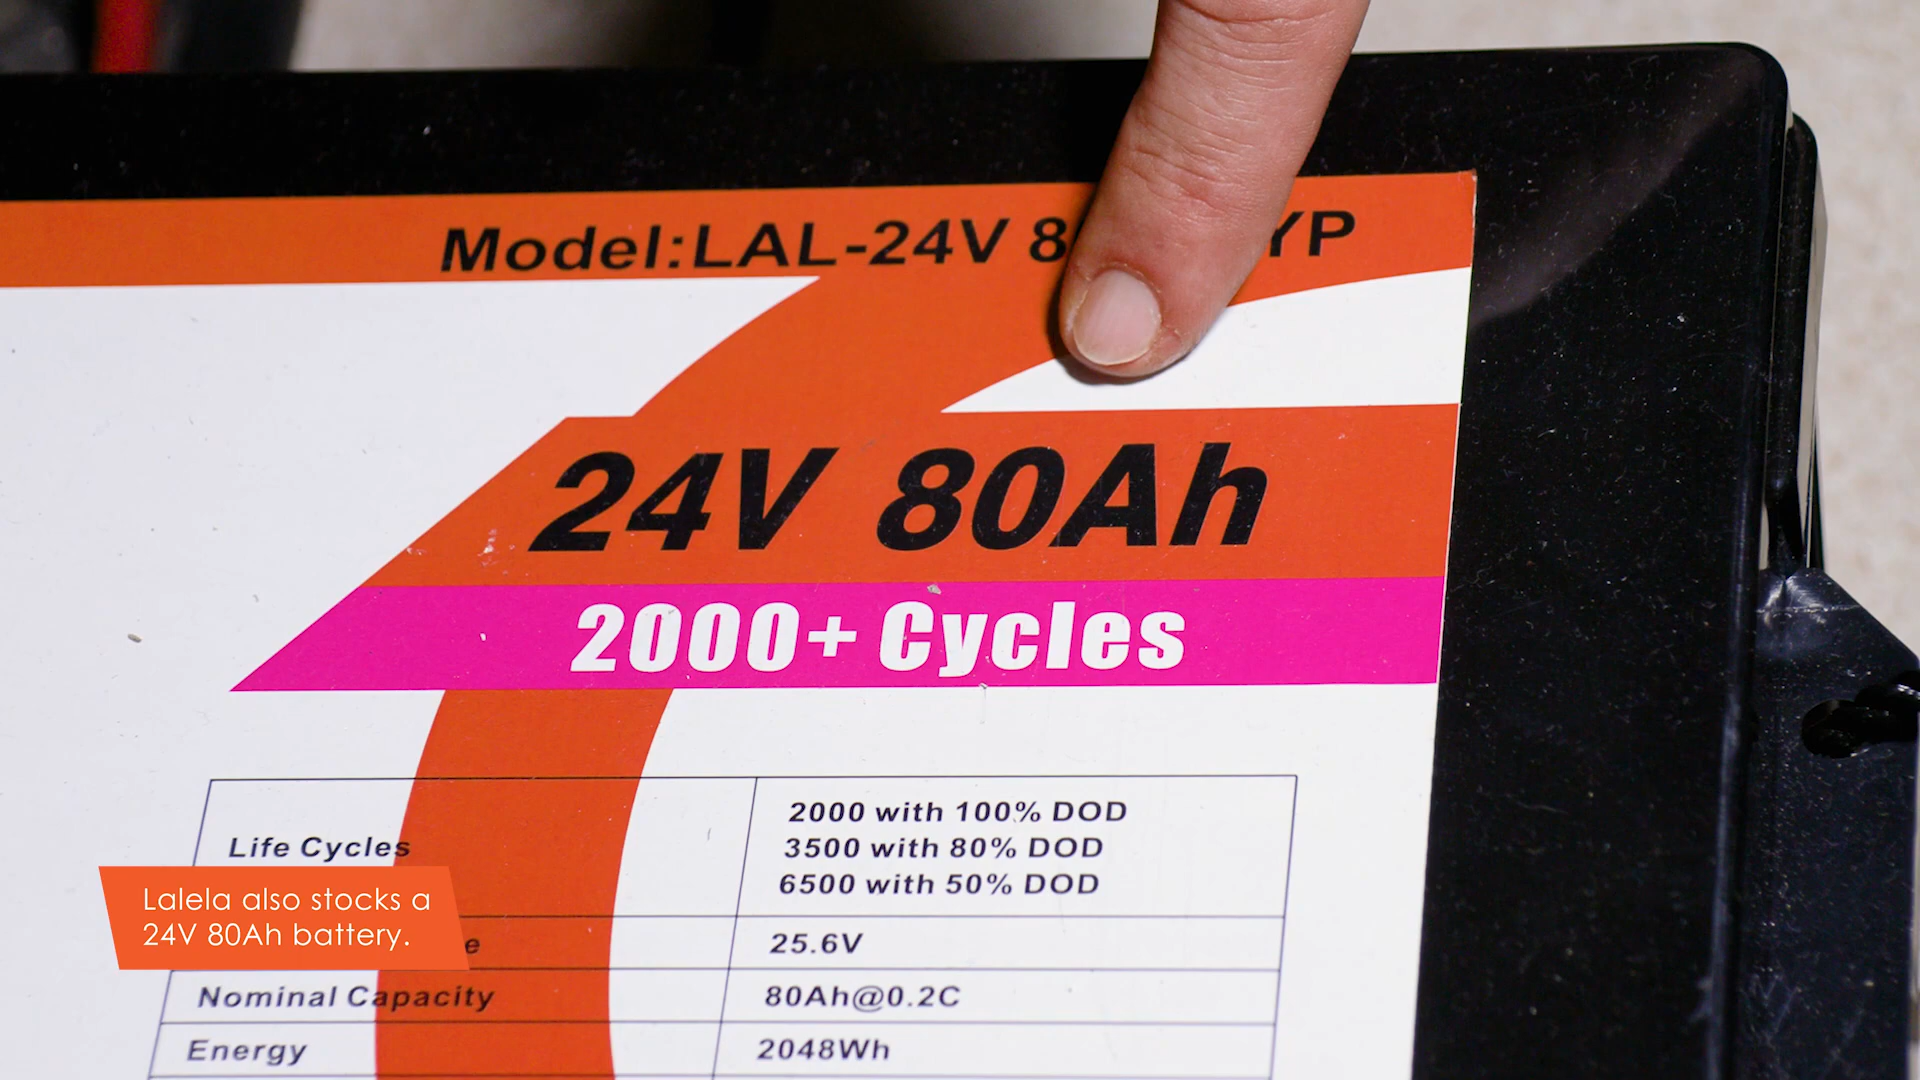 Model:LAL-24V 8 YP
24V 80Ah
2000+ Cycles
Life Cycles
2000 with 100% DOD
3500 with 80% DOD
6500 with 50% DOD
25.6V
Nominal Capacity
80Ah@0.2C
Energy
2048Wh
Lalela also stocks a
24V 80Ah battery.